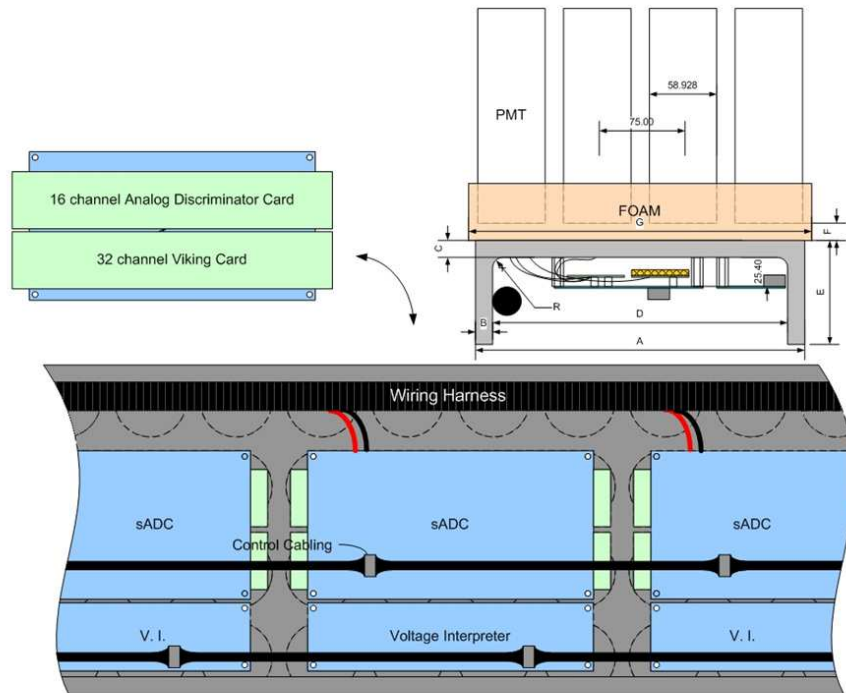 PMT
58.928
75.00
FOAM
G
F
C
25.40
E
R
B
D
A
16 channel Analog Discriminator Card
32 channel Viking Card
Wiring Harness
sADC
sADC
sADC
Control Cabling
V. I.
Voltage Interpreter
V. I.